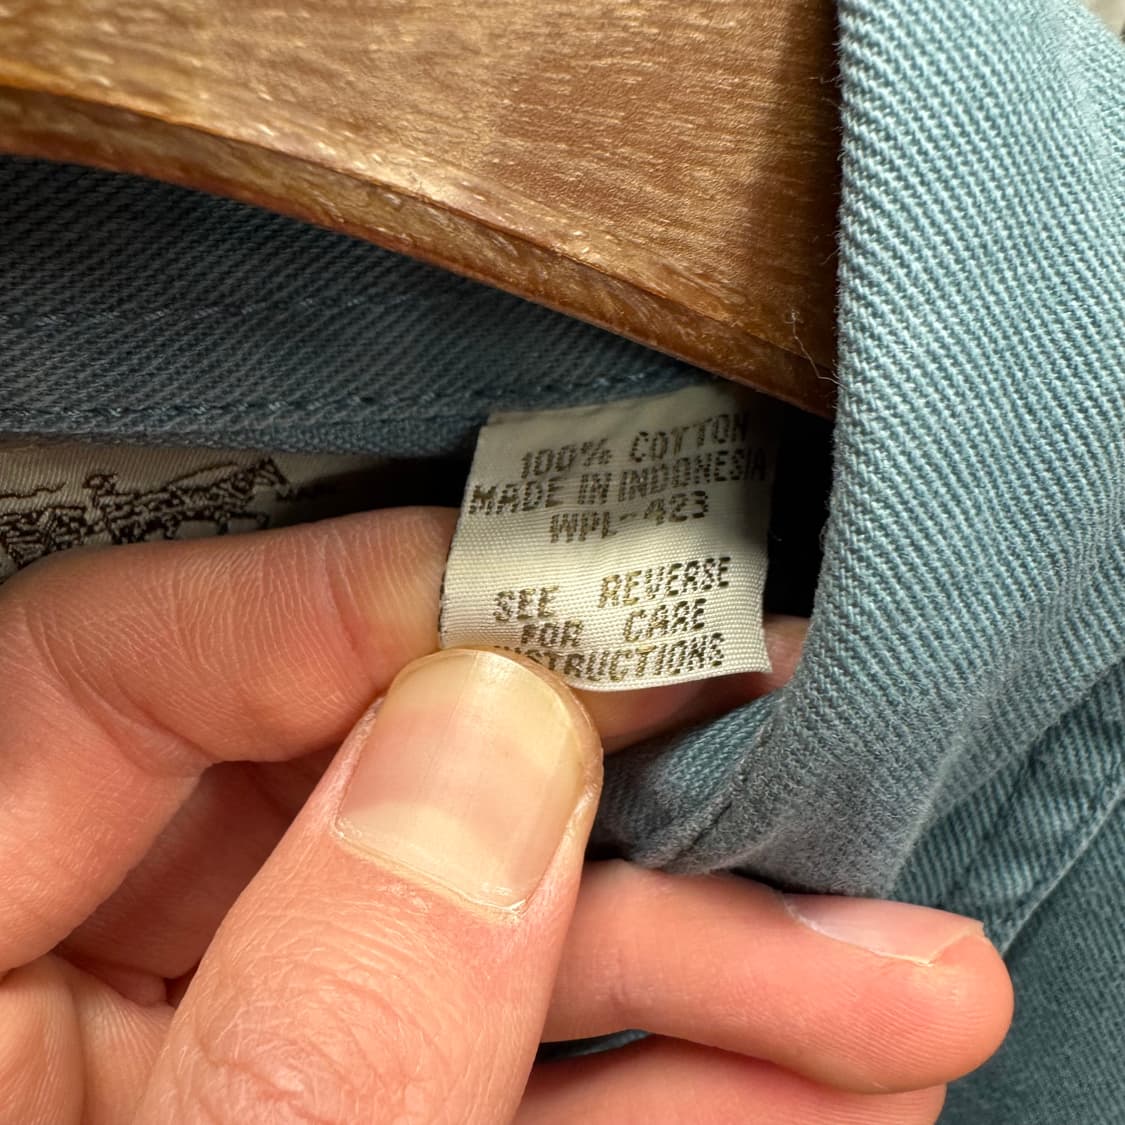 100% COTTON
MADE IN INDONESIA
WPL-423
SEE REVERSE
FOR CARE
INSTRUCTIONS